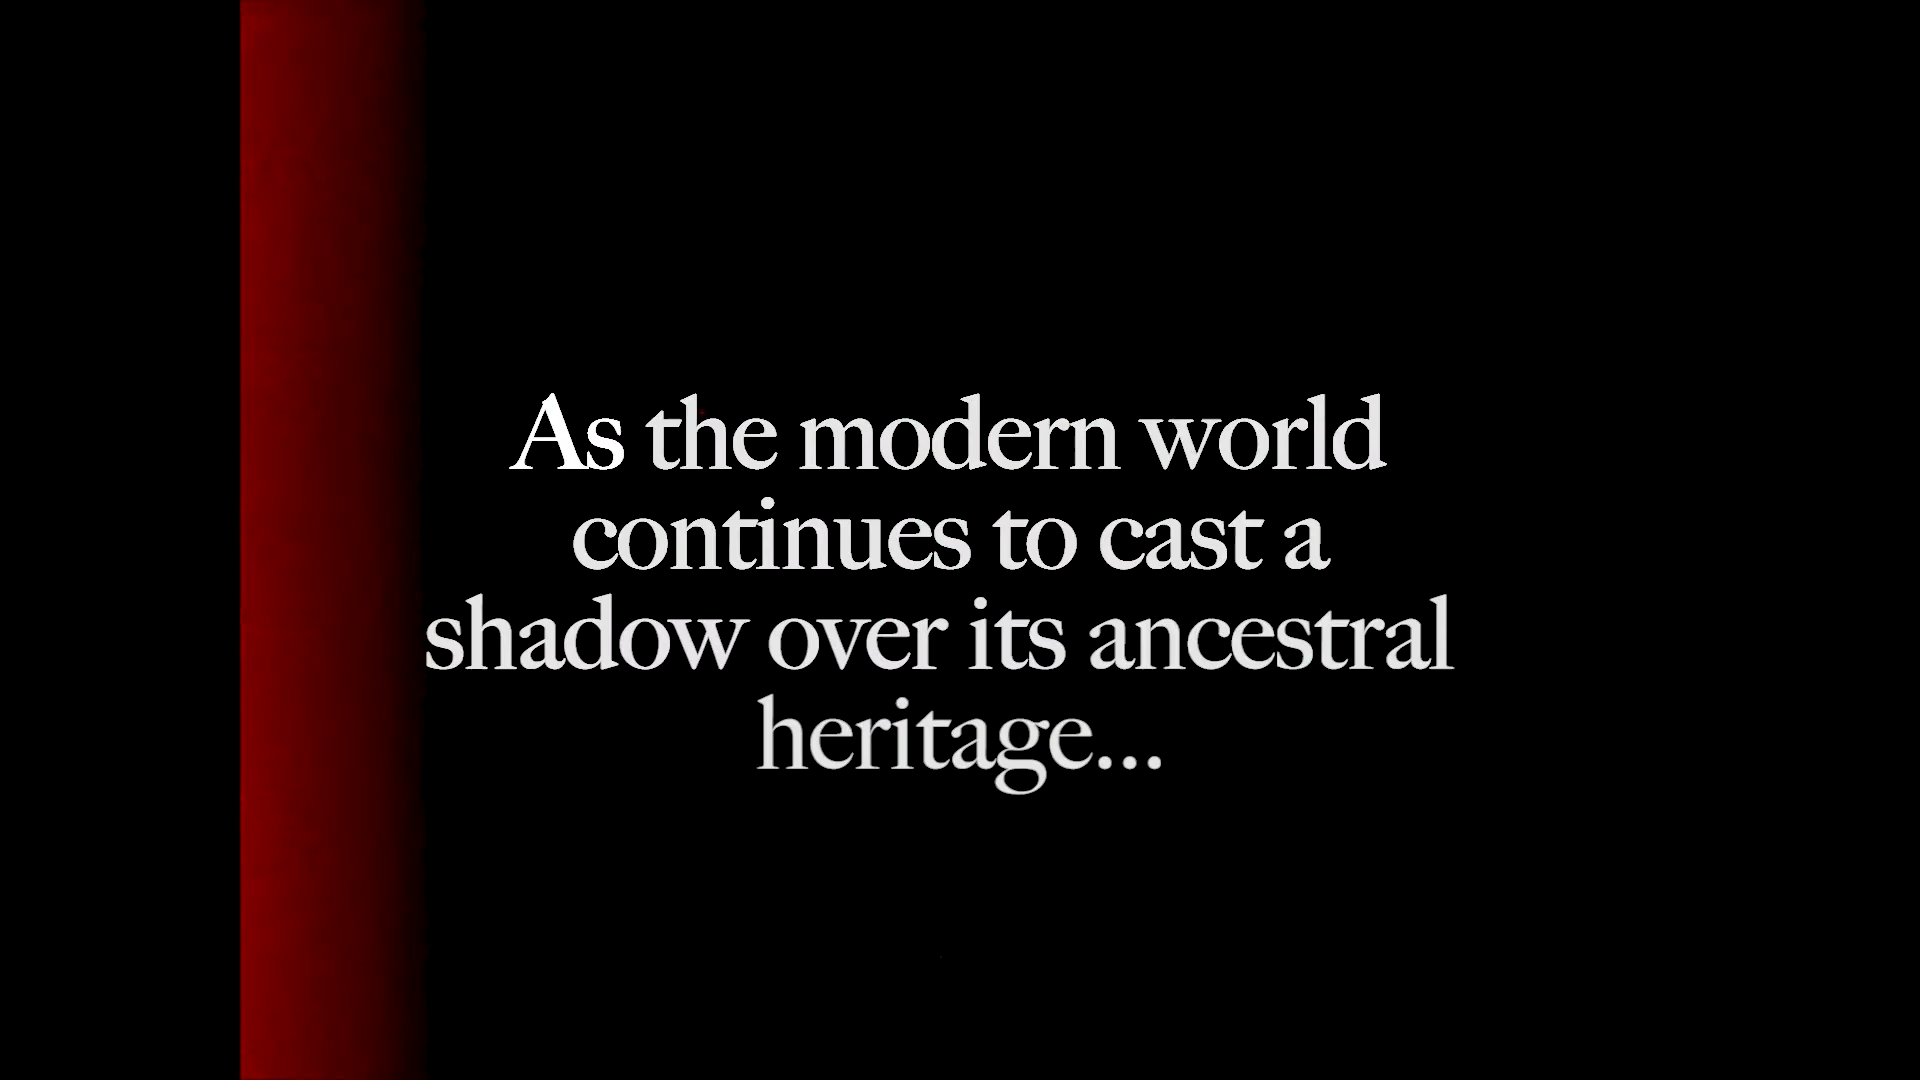 As the modern world
continues to cast a
shadow over its ancestral
heritage...